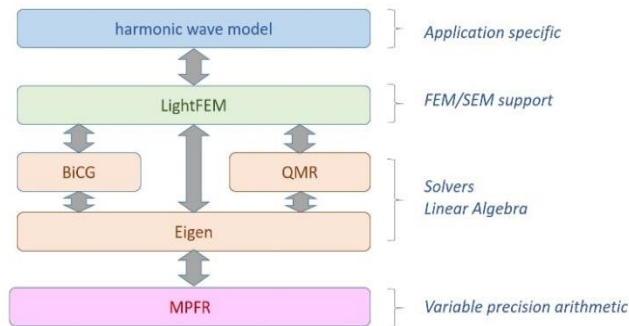 harmonic wave model
Application specific
LightFEM
FEM/SEM support
BiCG
QMR
Solvers
Linear Algebra
Eigen
MPFR
Variable precision arithmetic